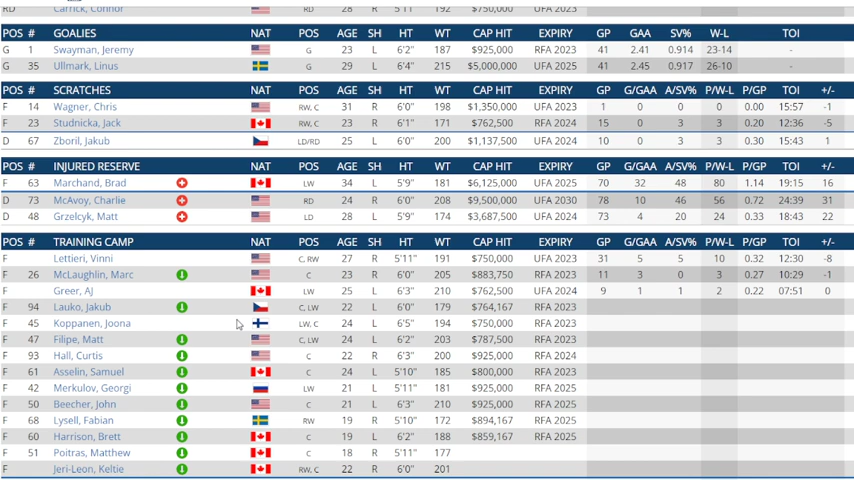 RD Carrick, Connor RD 28 R 5'11" 192 $750,000 UFA 2023
POS # GOALIES NAT POS AGE SH HT WT CAP HIT EXPIRY GP GAA SV% W-L TOI
G 1 Swayman, Jeremy G 23 L 6'2" 187 $925,000 RFA 2023 41 2.41 0.914 23-14 -
G 35 Ullmark, Linus G 29 L 6'4" 215 $5,000,000 UFA 2025 41 2.45 0.917 26-10 -
POS # SCRATCHES NAT POS AGE SH HT WT CAP HIT EXPIRY GP G/GAA A/SV% P/W-L P/GP TOI +/-
F 14 Wagner, Chris RW, C 31 R 6'0" 198 $1,350,000 UFA 2023 1 0 0 0 0.00 15:57 -1
F 23 Studnicka, Jack RW, C 23 R 6'1" 171 $762,500 RFA 2024 15 0 3 3 0.20 12:36 -5
D 67 Zboril, Jakub LD/RD 25 L 6'0" 200 $1,137,500 UFA 2024 10 0 3 3 0.30 15:43 1
POS # INJURED RESERVE NAT POS AGE SH HT WT CAP HIT EXPIRY GP G/GAA A/SV% P/W-L P/GP TOI +/-
F 63 Marchand, Brad LW 34 L 5'9" 181 $6,125,000 UFA 2025 70 32 48 80 1.14 19:15 16
D 73 McAvoy, Charlie RD 24 R 6'0" 208 $9,500,000 UFA 2030 78 10 46 56 0.72 24:39 31
D 48 Grzelcyk, Matt LD 28 L 5'9" 174 $3,687,500 UFA 2024 73 4 20 24 0.33 18:43 22
POS # TRAINING CAMP NAT POS AGE SH HT WT CAP HIT EXPIRY GP G/GAA A/SV% P/W-L P/GP TOI +/-
F Lettieri, Vinni C, RW 27 R 5'11" 191 $750,000 UFA 2023 31 5 5 10 0.32 12:30 -8
F 26 McLaughlin, Marc C 23 R 6'0" 205 $883,750 RFA 2023 11 3 0 3 0.27 10:29 -1
F Greer, AJ LW 25 L 6'3" 210 $762,500 UFA 2024 9 1 1 2 0.22 07:51 0
F 94 Lauko, Jakub C, LW 22 L 6'0" 179 $764,167 RFA 2023
F 45 Koppanen, Joona LW, C 24 L 6'5" 194 $750,000 RFA 2023
F 47 Filipe, Matt C, LW 24 L 6'2" 203 $787,500 RFA 2023
F 93 Hall, Curtis C 22 R 6'3" 200 $925,000 RFA 2024
F 61 Asselin, Samuel C 24 L 5'10" 185 $800,000 RFA 2023
F 42 Merkulov, Georgi LW 21 L 5'11" 181 $925,000 RFA 2025
F 50 Beecher, John C 21 L 6'3" 210 $925,000 RFA 2025
F 68 Lysell, Fabian RW 19 R 5'10" 172 $894,167 RFA 2025
F 60 Harrison, Brett C 19 L 6'2" 188 $859,167 RFA 2025
F 51 Poitras, Matthew C 18 R 5'11" 177
F Jeri-Leon, Keltie RW, C 22 R 6'0" 201